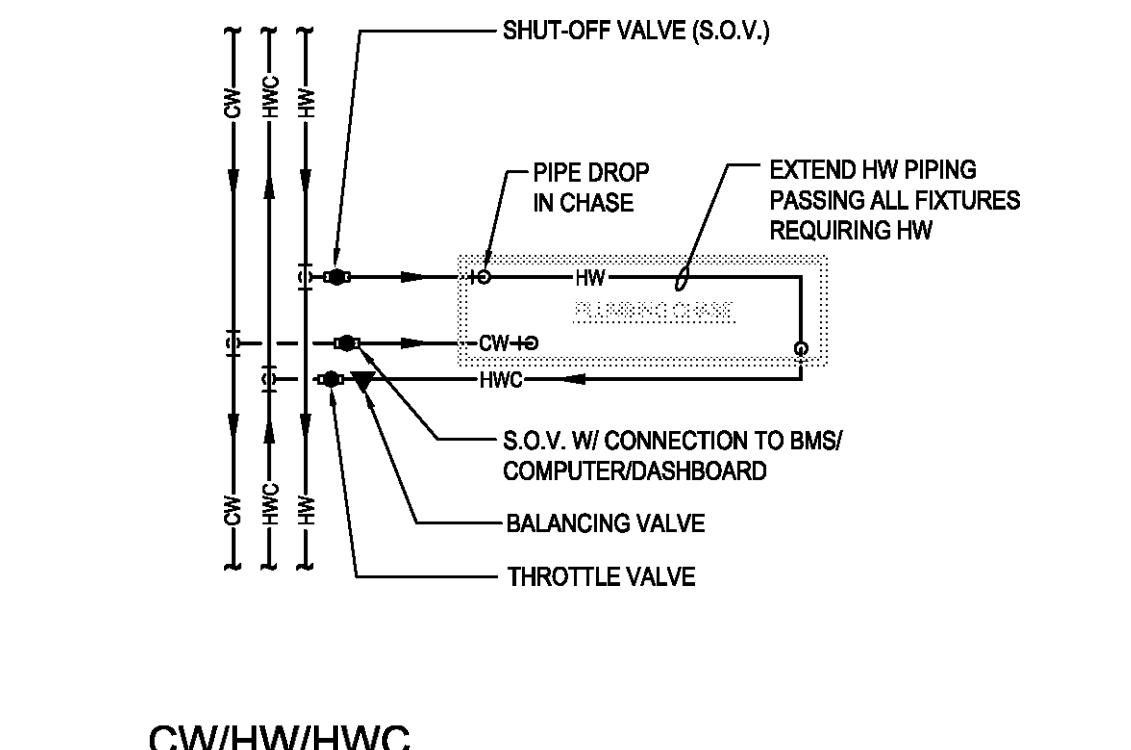 SHUT-OFF VALVE (S.O.V.)
CW
HWC
HW
PIPE DROP
IN CHASE
EXTEND HW PIPING
PASSING ALL FIXTURES
REQUIRING HW
HW
PLUMBING CHASE
CW
HWC
S.O.V. W/ CONNECTION TO BMS/
COMPUTER/DASHBOARD
CW
HWC
HW
BALANCING VALVE
THROTTLE VALVE
CW/HW/HWC